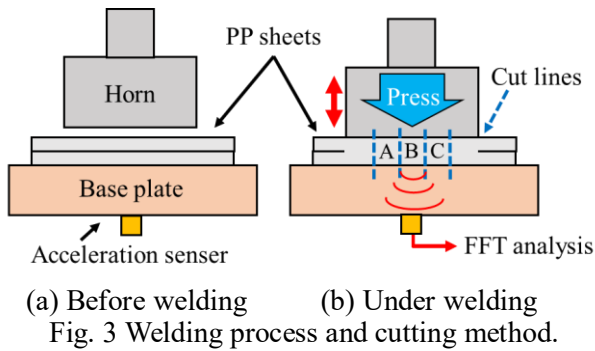 PP sheets
Horn
Base plate
Acceleration senser
Press
Cut lines
A B C
FFT analysis
(a) Before welding (b) Under welding
Fig. 3 Welding process and cutting method.